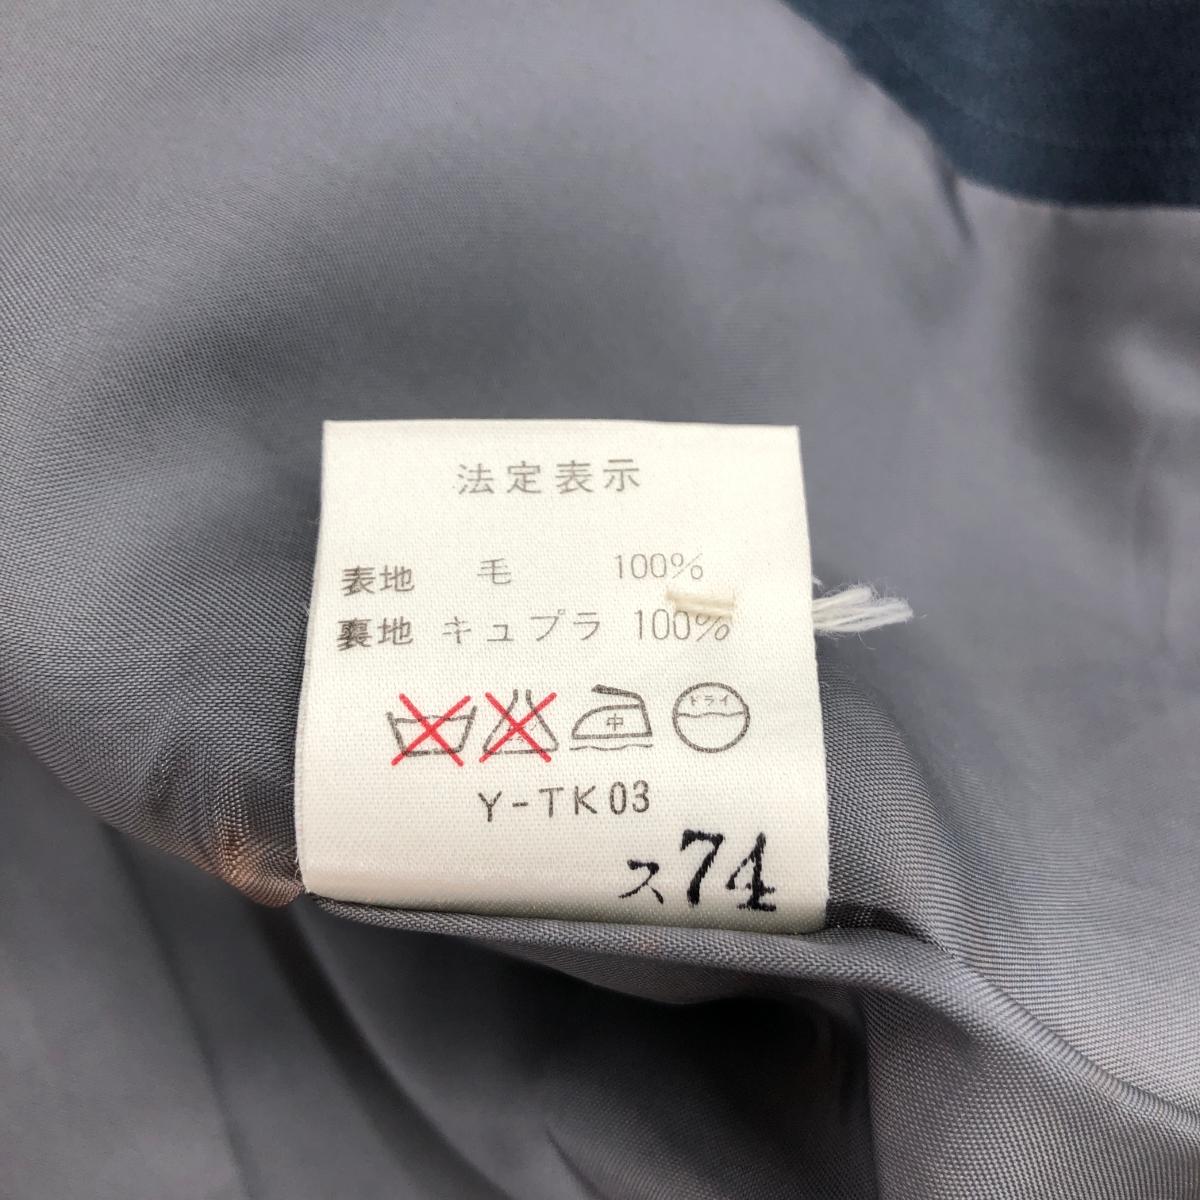 法定表示
表地 毛 100%
裏地 キュプラ 100%
中 ドライ
Y-TK03
ス74